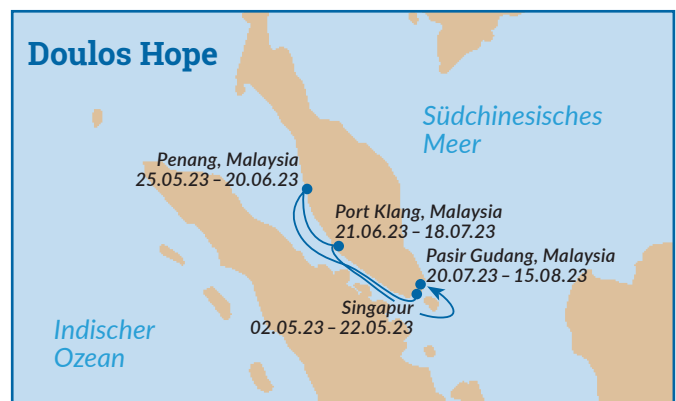 Doulos Hope
Südchinesisches
Meer
Penang, Malaysia
25.05.23 – 20.06.23
Port Klang, Malaysia
21.06.23 – 18.07.23
Pasir Gudang, Malaysia
20.07.23 – 15.08.23
Singapur
02.05.23 – 22.05.23
Indischer
Ozean